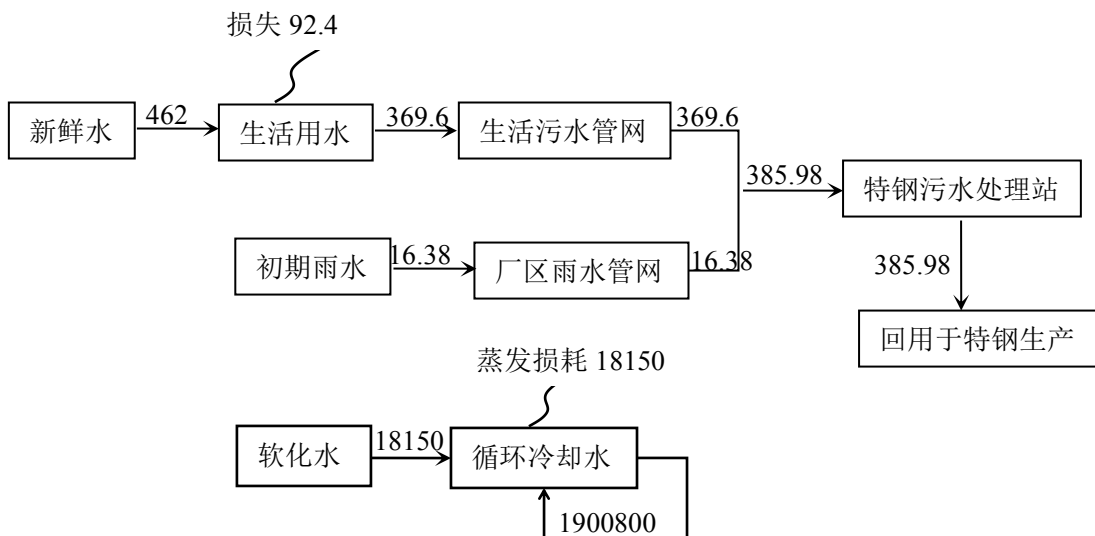 损失 92.4
新鲜水
462
生活用水
369.6
生活污水管网
369.6
385.98
特钢污水处理站
初期雨水
16.38
厂区雨水管网
16.38
385.98
回用于特钢生产
蒸发损耗 18150
软化水
18150
循环冷却水
1900800